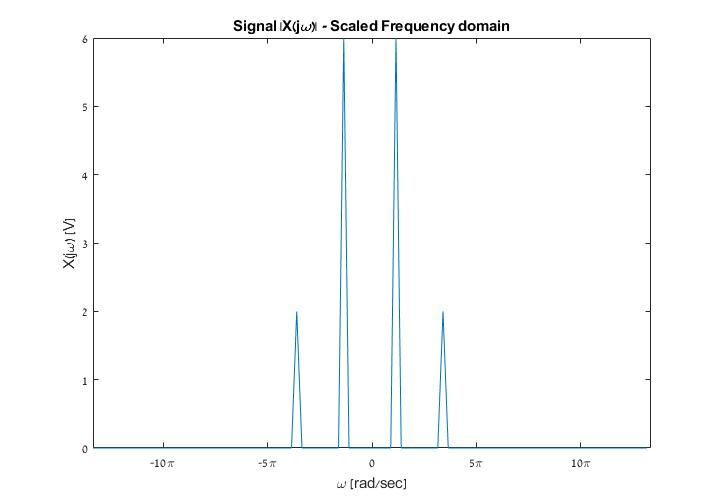 Signal |X(jω)| - Scaled Frequency domain
6
5
4
3
2
1
0
X(jω) [V]
-10π -5π 0 5π 10π
ω [rad/sec]